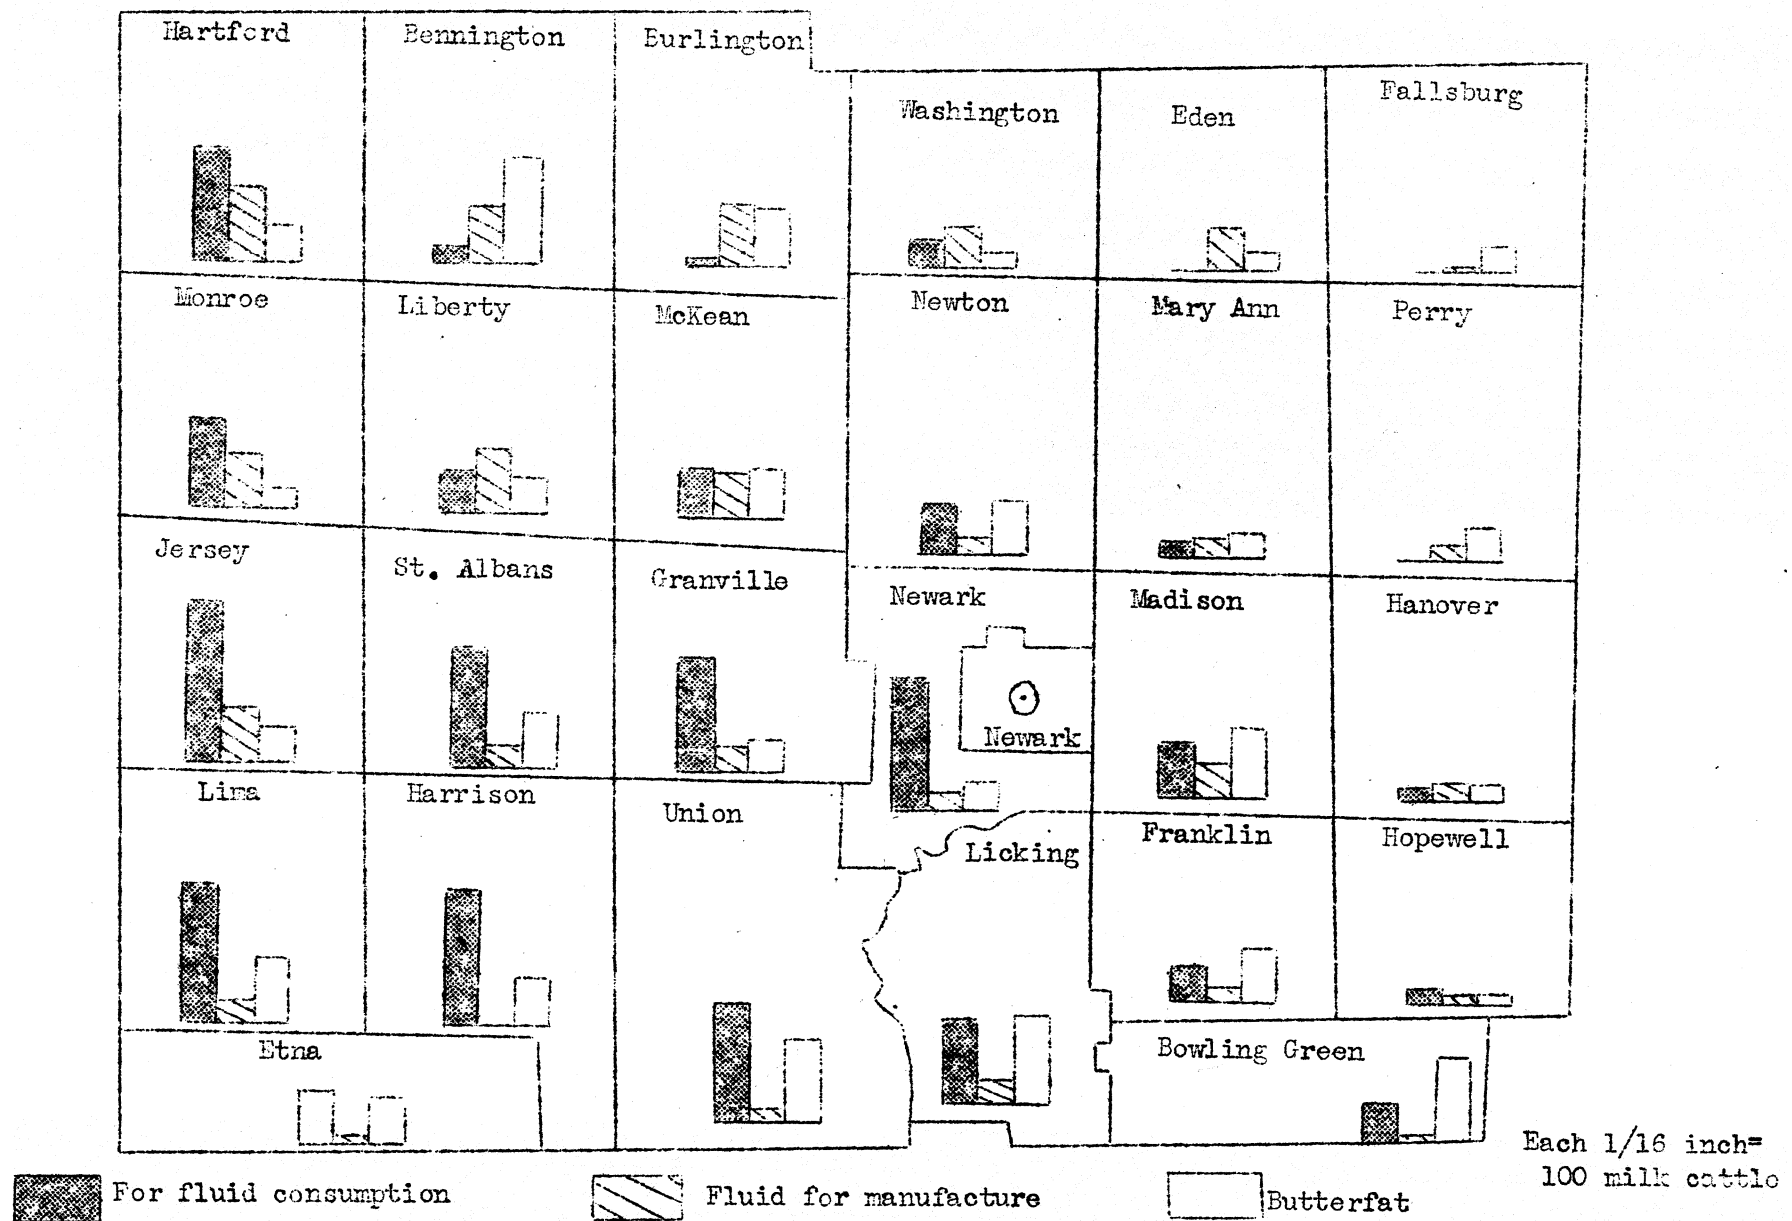 Hartford
Bennington
Burlington
Washington
Eden
Fallsburg
Monroe
Liberty
McKean
Newton
Mary Ann
Perry
Jersey
St. Albans
Granville
Newark
Newark
Madison
Hanover
Lima
Harrison
Union
Licking
Franklin
Hopewell
Etna
Bowling Green
Each 1/16 inch=
100 milk cattle
For fluid consumption
Fluid for manufacture
Butterfat